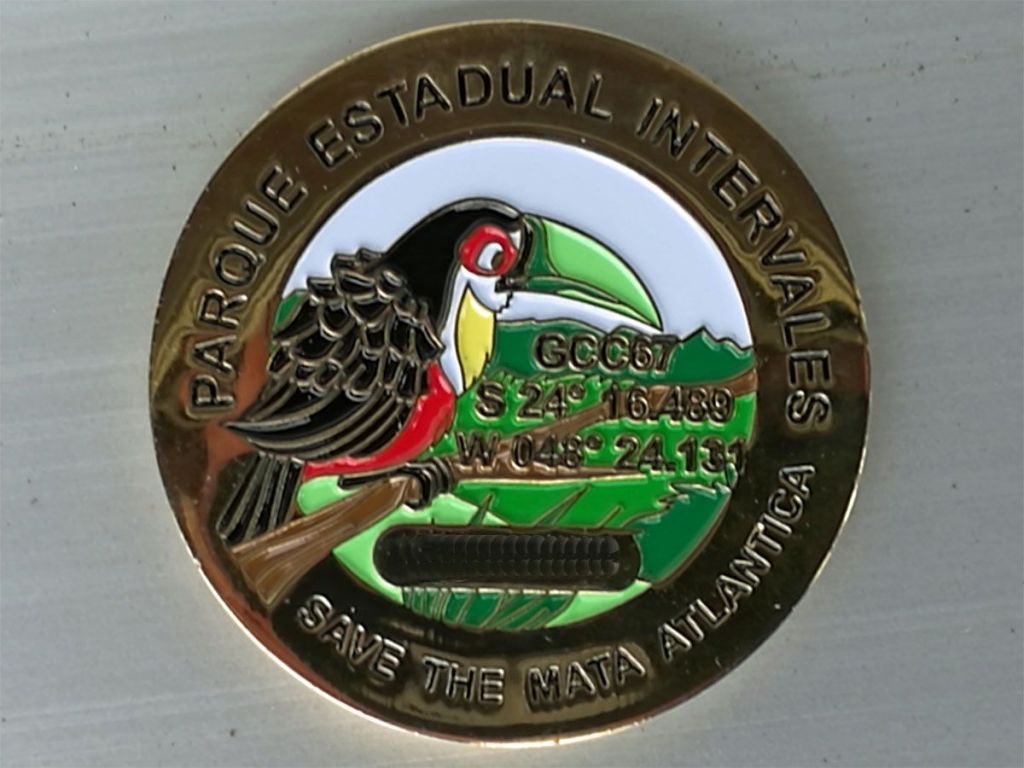 PARQUE ESTADUAL INTERVALES
GCC67
S 24° 16.489
W 048° 24.131
SAVE THE MATA ATLANTICA